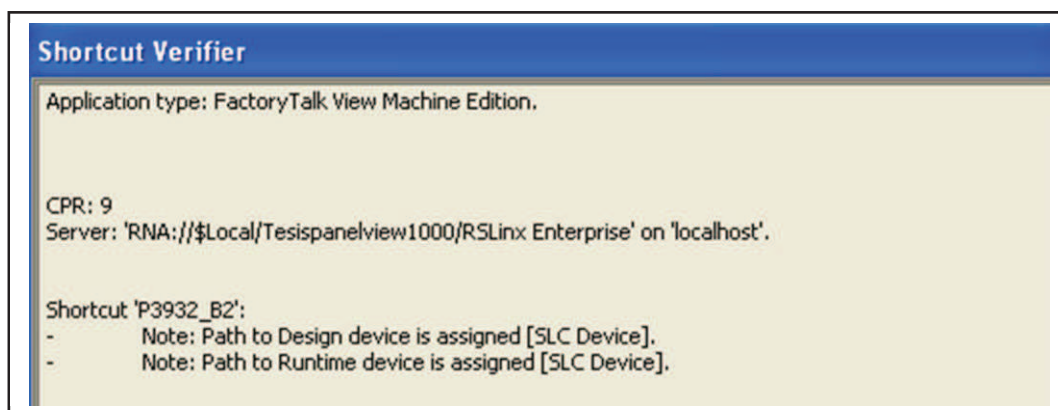 Shortcut Verifier
Application type: FactoryTalk View Machine Edition.
CPR: 9
Server: 'RNA://$Local/Tesispanelview1000/RSLinx Enterprise' on 'localhost'.
Shortcut 'P3932_B2':
- Note: Path to Design device is assigned [SLC Device].
- Note: Path to Runtime device is assigned [SLC Device].